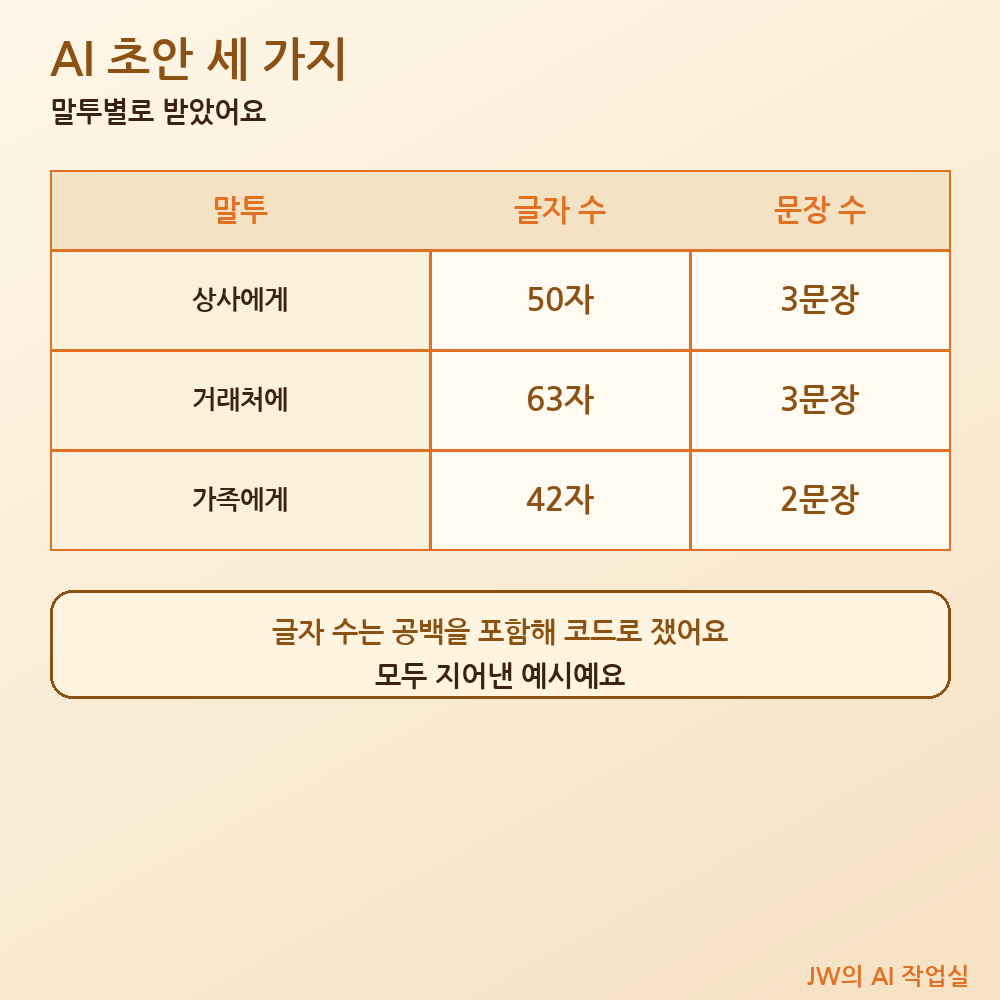 AI 초안 세 가지
말투별로 받았어요
말투 글자 수 문장 수
상사에게 50자 3문장
거래처에 63자 3문장
가족에게 42자 2문장
글자 수는 공백을 포함해 코드로 쟀어요
모두 지어낸 예시예요
JW의 AI 작업실